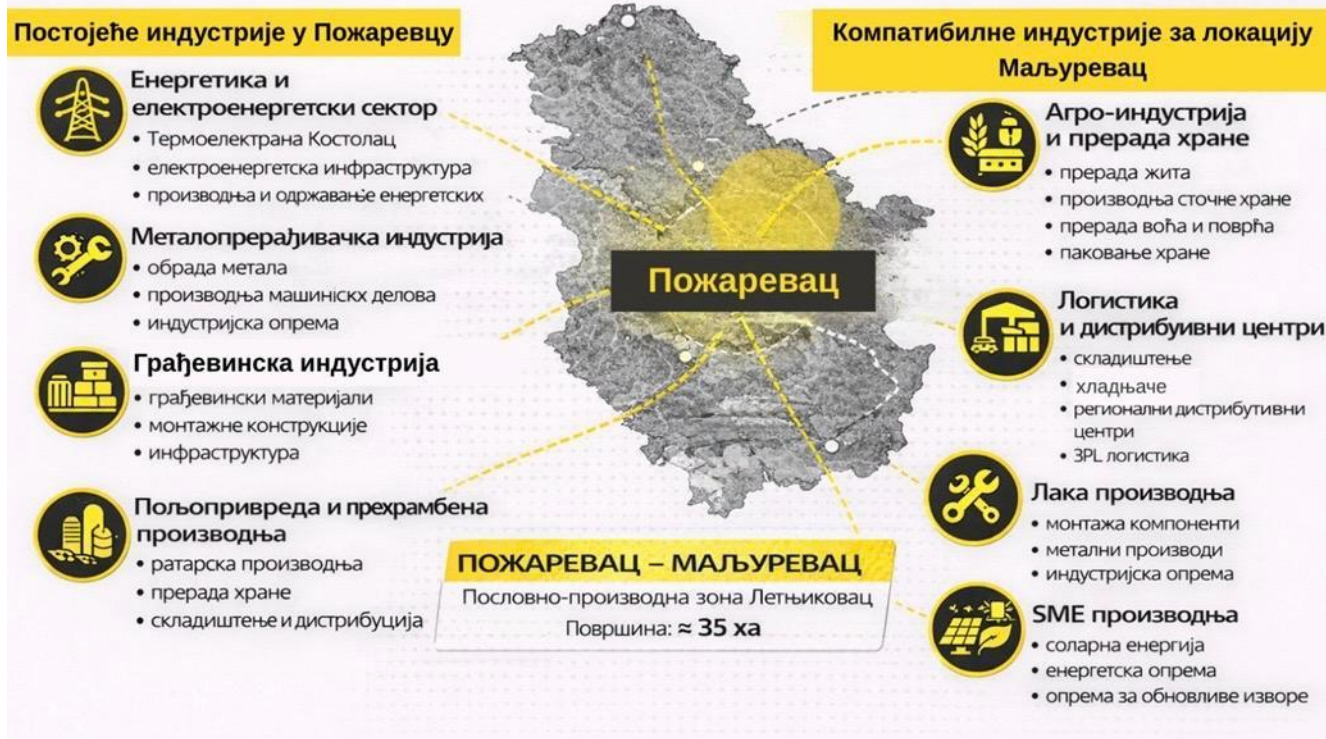 Постојеће индустрије у Пожаревцу
Енергетика и
електроенергетски сектор
• Термоелектрана Костолац
• електроенергетска инфраструктура
• производња и одржавање енергетских
Металопрерађивачка индустрија
• обрада метала
• производња машиніскх делова
• индустријска опрема
Грађевинска индустрија
• грађевински материјали
• монтажне конструкције
• инфраструктура
Пољопривреда и прехрамбена
производња
• ратарска производња
• прерада хране
• складиштење и дистрибуција
Пожаревац
ПОЖАРЕВАЦ – МАЉУРЕВАЦ
Пословно-производна зона Летњиковац
Површина: ≈ 35 ха
Компатибилне индустрије за локацију
Маљуревац
Агро-индустрија
и прерада хране
• прерада жита
• производња сточне хране
• прерада воћа и поврћа
• паковање хране
Логистика
и дистрибуивни центри
• складиштење
• хладњаче
• регионални дистрибутивни
центри
• 3PL логистика
Лака производња
• монтажа компоненти
• метални производи
• индустријска опрема
SME производња
• соларна енергија
• енергетска опрема
• опрема за обновљиве изворе